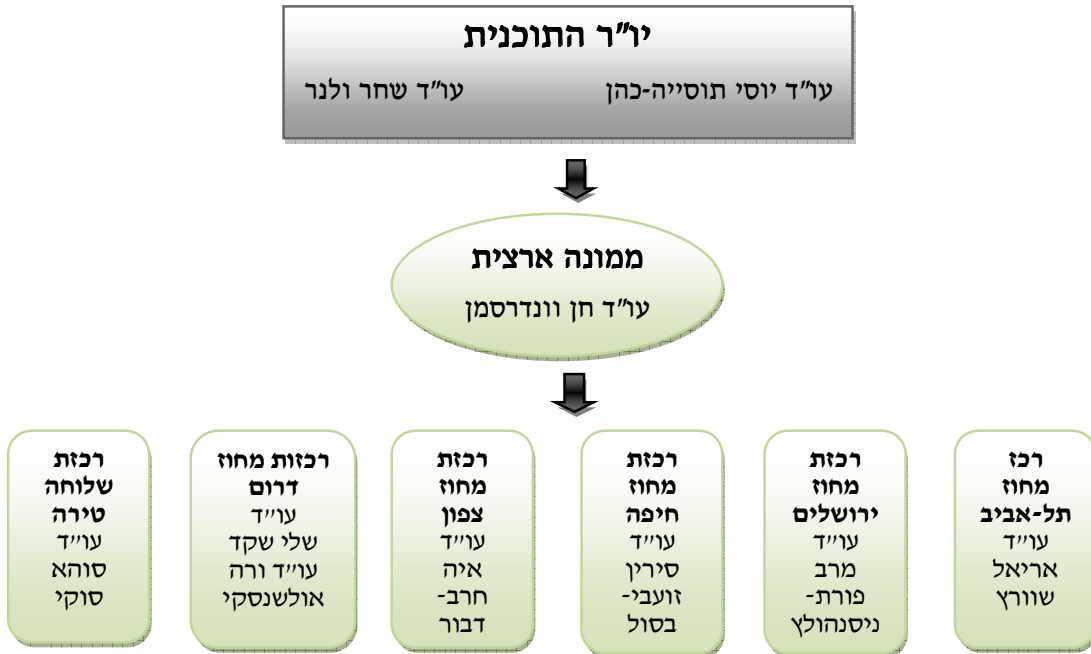 יו"ר התוכנית
עו"ד יוסי תוסייה-כהן עו"ד שחר ולנר
ממונה ארצית
עו"ד חן וונדרסמן
רכז
מחוז
תל-אביב
עו"ד
אריאל
שוורץ
רכזת
מחוז
ירושלים
עו"ד
מרב
פורת-
ניסנהולץ
רכזת
מחוז
חיפה
עו"ד
סירין
זועבי-
בסול
רכזת
מחוז
צפון
עו"ד
איה
חרב-
דבור
רכזות מחוז
דרום
עו"ד
שלי שקד
עו"ד ורה
אולשנסקי
רכזת
שלוחה
טירה
עו"ד
סוהא
סוקי